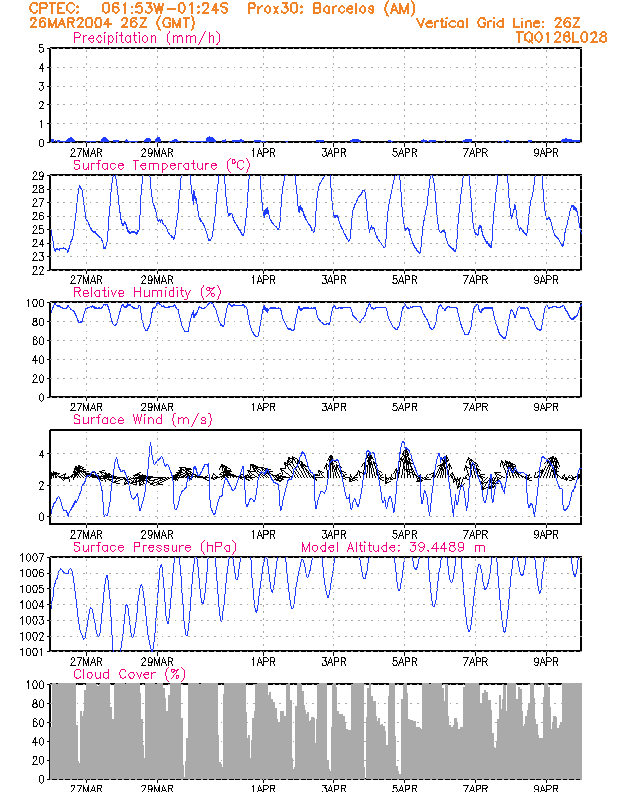 CPTEC: 061:53W-01:24S Prox30: Barcelos (AM)
26MAR2004 26Z (GMT) Vertical Grid Line: 26Z
Precipitation (mm/h) TQ0126L028
5
4
3
2
1
0
27MAR 29MAR 1APR 3APR 5APR 7APR 9APR
Surface Temperature (°C)
29
28
27
26
25
24
23
22
27MAR 29MAR 1APR 3APR 5APR 7APR 9APR
Relative Humidity (%)
100
80
60
40
20
0
27MAR 29MAR 1APR 3APR 5APR 7APR 9APR
Surface Wind (m/s)
4
2
0
27MAR 29MAR 1APR 3APR 5APR 7APR 9APR
Surface Pressure (hPa) Model Altitude: 39.4489 m
1007
1006
1005
1004
1003
1002
1001
27MAR 29MAR 1APR 3APR 5APR 7APR 9APR
Cloud Cover (%)
100
80
60
40
20
0
27MAR 29MAR 1APR 3APR 5APR 7APR 9APR